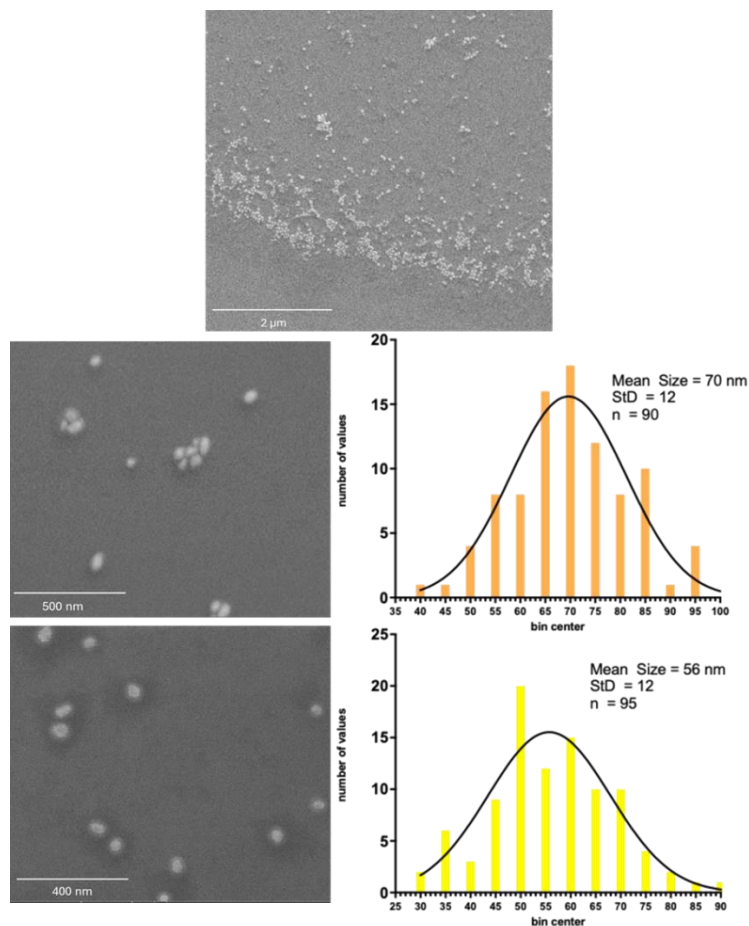 2 µm
500 nm
20
15
10
5
0
number of values
35 40 45 50 55 60 65 70 75 80 85 90 95 100
bin center
Mean Size = 70 nm
StD = 12
n = 90
400 nm
25
20
15
10
5
0
number of values
25 30 35 40 45 50 55 60 65 70 75 80 85 90
bin center
Mean Size = 56 nm
StD = 12
n = 95